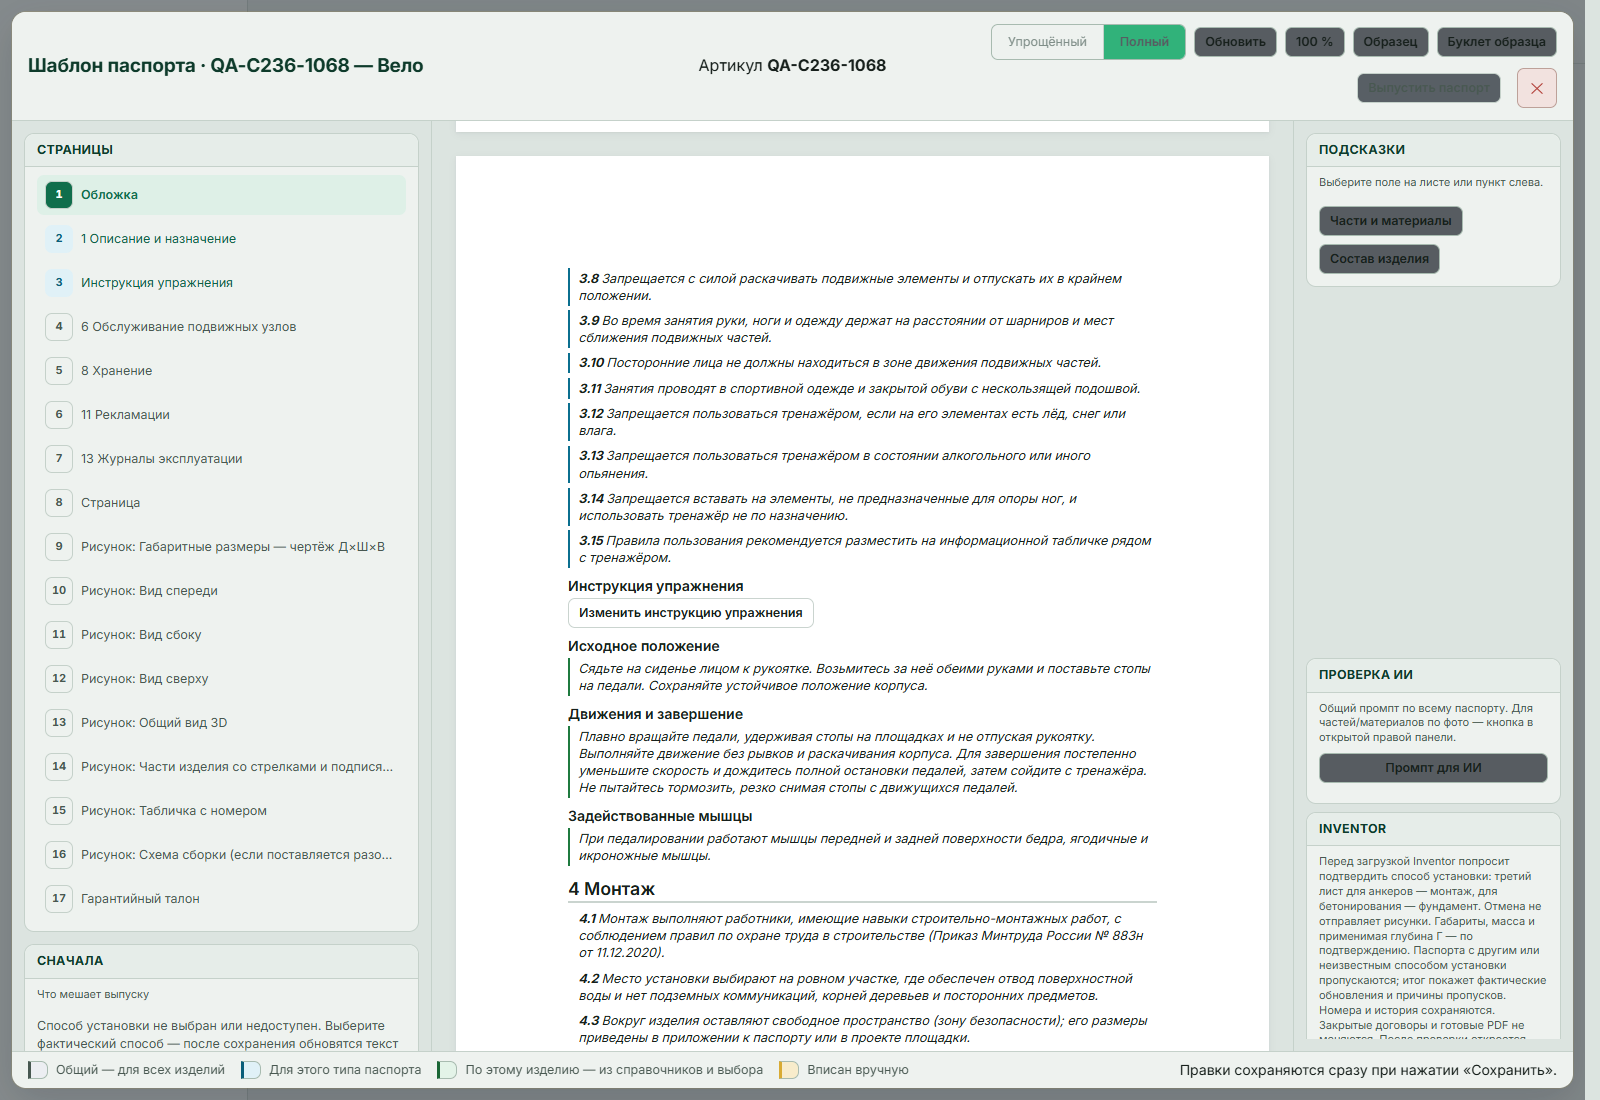 Шаблон паспорта · QA-C236-1068 — Вело
Артикул QA-C236-1068
Упрощённый
Полный
Обновить
100 %
Образец
Буклет образца
Выпустить паспорт
СТРАНИЦЫ
1 Обложка
2 1 Описание и назначение
3 Инструкция упражнения
4 6 Обслуживание подвижных узлов
5 8 Хранение
6 11 Рекламации
7 13 Журналы эксплуатации
8 Страница
9 Рисунок: Габаритные размеры — чертёж Д×Ш×В
10 Рисунок: Вид спереди
11 Рисунок: Вид сбоку
12 Рисунок: Вид сверху
13 Рисунок: Общий вид 3D
14 Рисунок: Части изделия со стрелками и подпися...
15 Рисунок: Табличка с номером
16 Рисунок: Схема сборки (если поставляется разо...
17 Гарантийный талон
СНАЧАЛА
Что мешает выпуску
Способ установки не выбран или недоступен. Выберите
фактический способ — после сохранения обновятся текст
3.8 Запрещается с силой раскачивать подвижные элементы и отпускать их в крайнем
положении.
3.9 Во время занятия руки, ноги и одежду держат на расстоянии от шарниров и мест
сближения подвижных частей.
3.10 Посторонние лица не должны находиться в зоне движения подвижных частей.
3.11 Занятия проводят в спортивной одежде и закрытой обуви с нескользящей подошвой.
3.12 Запрещается пользоваться тренажёром, если на его элементах есть лёд, снег или
влага.
3.13 Запрещается пользоваться тренажёром в состоянии алкогольного или иного
опьянения.
3.14 Запрещается вставать на элементы, не предназначенные для опоры ног, и
использовать тренажёр не по назначению.
3.15 Правила пользования рекомендуется разместить на информационной табличке рядом
с тренажёром.
Инструкция упражнения
Изменить инструкцию упражнения
Исходное положение
Сядьте на сиденье лицом к рукоятке. Возьмитесь за неё обеими руками и поставьте стопы
на педали. Сохраняйте устойчивое положение корпуса.
Движения и завершение
Плавно вращайте педали, удерживая стопы на площадках и не отпуская рукоятку.
Выполняйте движение без рывков и раскачивания корпуса. Для завершения постепенно
уменьшите скорость и дождитесь полной остановки педалей, затем сойдите с тренажёра.
Не пытайтесь тормозить, резко снимая стопы с движущихся педалей.
Задействованные мышцы
При педалировании работают мышцы передней и задней поверхности бедра, ягодичные и
икроножные мышцы.
4 Монтаж
4.1 Монтаж выполняют работники, имеющие навыки строительно-монтажных работ, с
соблюдением правил по охране труда в строительстве (Приказ Минтруда России № 883н
от 11.12.2020).
4.2 Место установки выбирают на ровном участке, где обеспечен отвод поверхностной
воды и нет подземных коммуникаций, корней деревьев и посторонних предметов.
4.3 Вокруг изделия оставляют свободное пространство (зону безопасности); его размеры
приведены в приложении к паспорту или в проекте площадки.
ПОДСКАЗКИ
Выберите поле на листе или пункт слева.
Части и материалы
Состав изделия
ПРОВЕРКА ИИ
Общий промпт по всему паспорту. Для
частей/материалов по фото — кнопка в
открытой правой панели.
Промпт для ИИ
INVENTOR
Перед загрузкой Inventor попросит
подтвердить способ установки: третий
лист для анкеров — монтаж, для
бетонирования — фундамент. Отмена не
отправляет рисунки. Габариты, масса и
применимая глубина Г — по
подтверждению. Паспорта с другим или
неизвестным способом установки
пропускаются; итог покажет фактические
обновления и причины пропусков.
Номера и история сохраняются.
Закрытые договоры и готовые PDF не
меняются. После проверки откроется
Общий — для всех изделий
Для этого типа паспорта
По этому изделию — из справочников и выбора
Вписан вручную
Правки сохраняются сразу при нажатии «Сохранить».